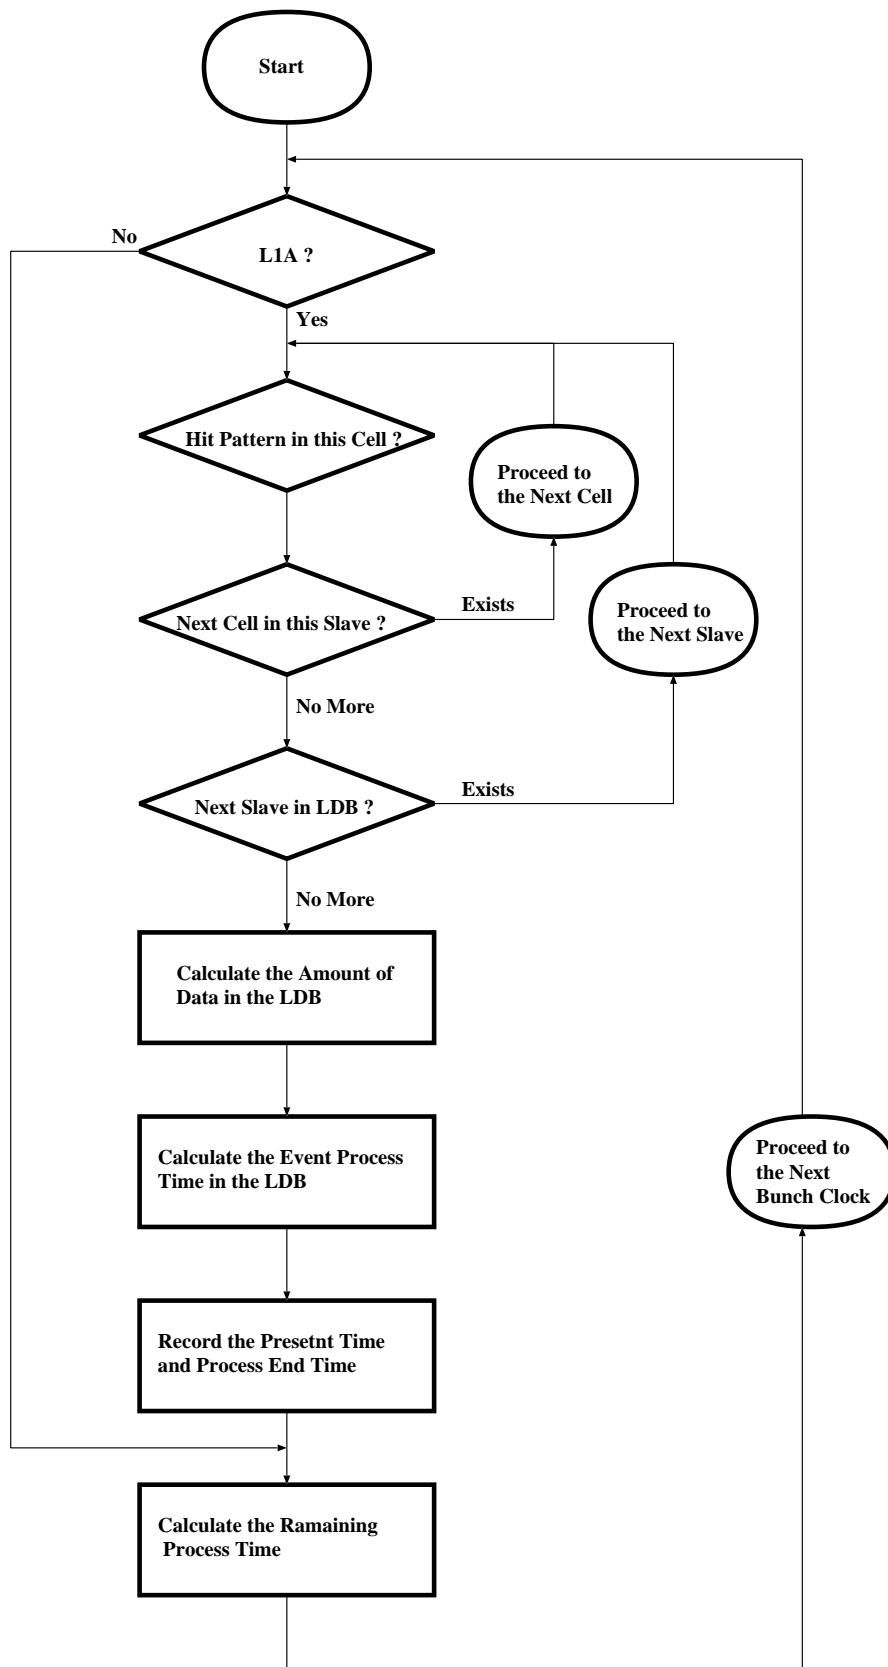 Start
No
L1A ?
Yes
Hit Pattern in this Cell ?
Proceed to
the Next Cell
Next Cell in this Slave ?
Exists
Proceed to
the Next Slave
No More
Next Slave in LDB ?
Exists
No More
Calculate the Amount of
Data in the LDB
Calculate the Event Process
Time in the LDB
Proceed to
the Next
Bunch Clock
Record the Presetnt Time
and Process End Time
Calculate the Ramaining
Process Time